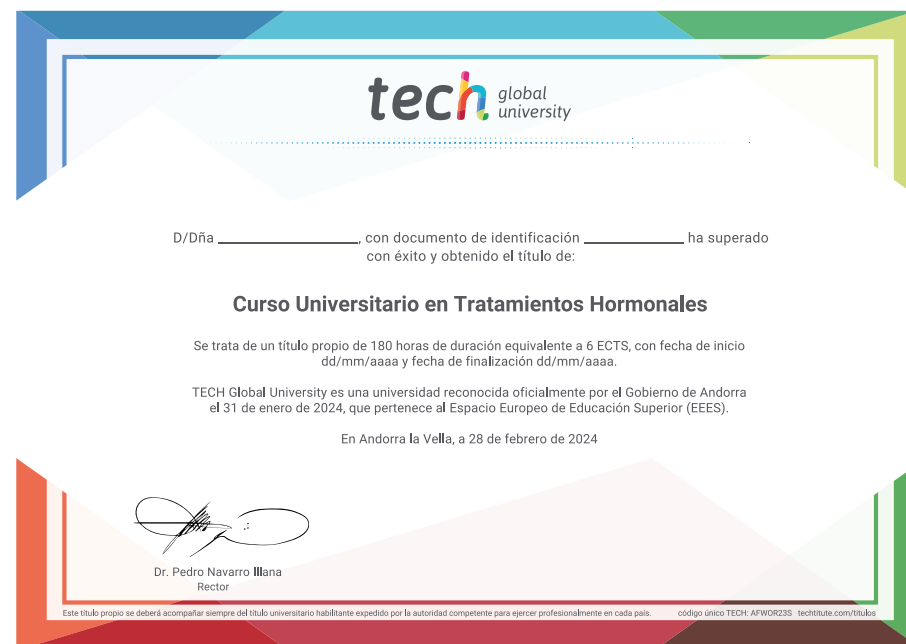 tech global
university
D/Dña ______________, con documento de identificación __________ ha superado
con éxito y obtenido el título de:
Curso Universitario en Tratamientos Hormonales
Se trata de un título propio de 180 horas de duración equivalente a 6 ECTS, con fecha de inicio
dd/mm/aaaa y fecha de finalización dd/mm/aaaa.
TECH Global University es una universidad reconocida oficialmente por el Gobierno de Andorra
el 31 de enero de 2024, que pertenece al Espacio Europeo de Educación Superior (EEES).
En Andorra la Vella, a 28 de febrero de 2024
Dr. Pedro Navarro Illana
Rector
Este título propio se deberá acompañar siempre del título universitario habilitante expedido por la autoridad competente para ejercer profesionalmente en cada país. código único TECH: AFWOR23S techtitute.com/titulos